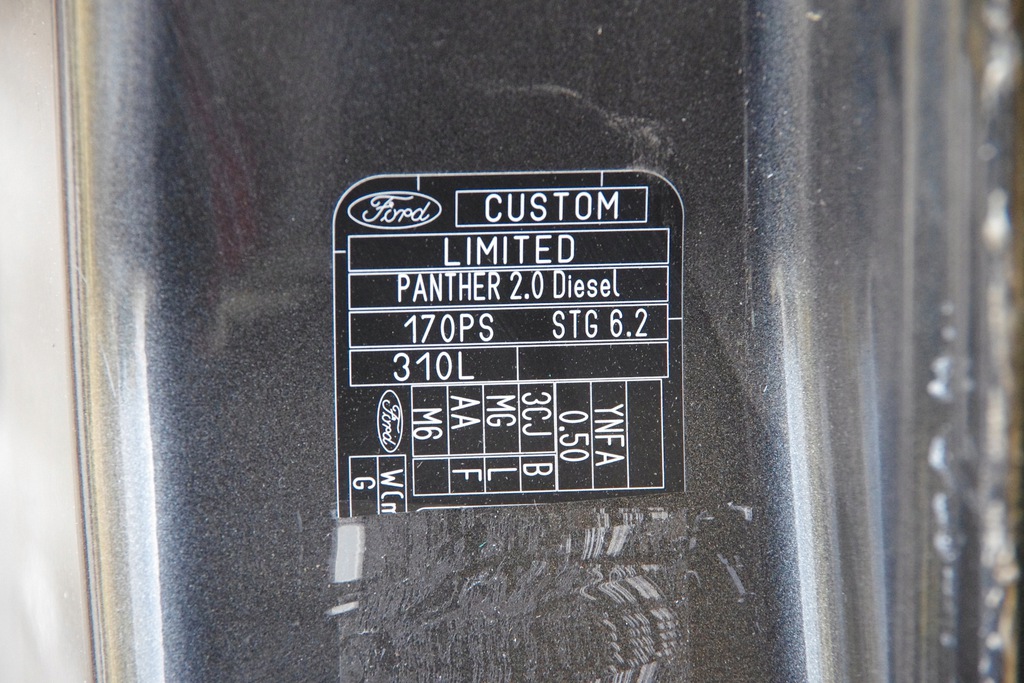 Ford CUSTOM
LIMITED
PANTHER 2.0 Diesel
170PS STG 6.2
310L
YNFA
0.50
3CJ B
MG L
AA F
M6
Ford
G